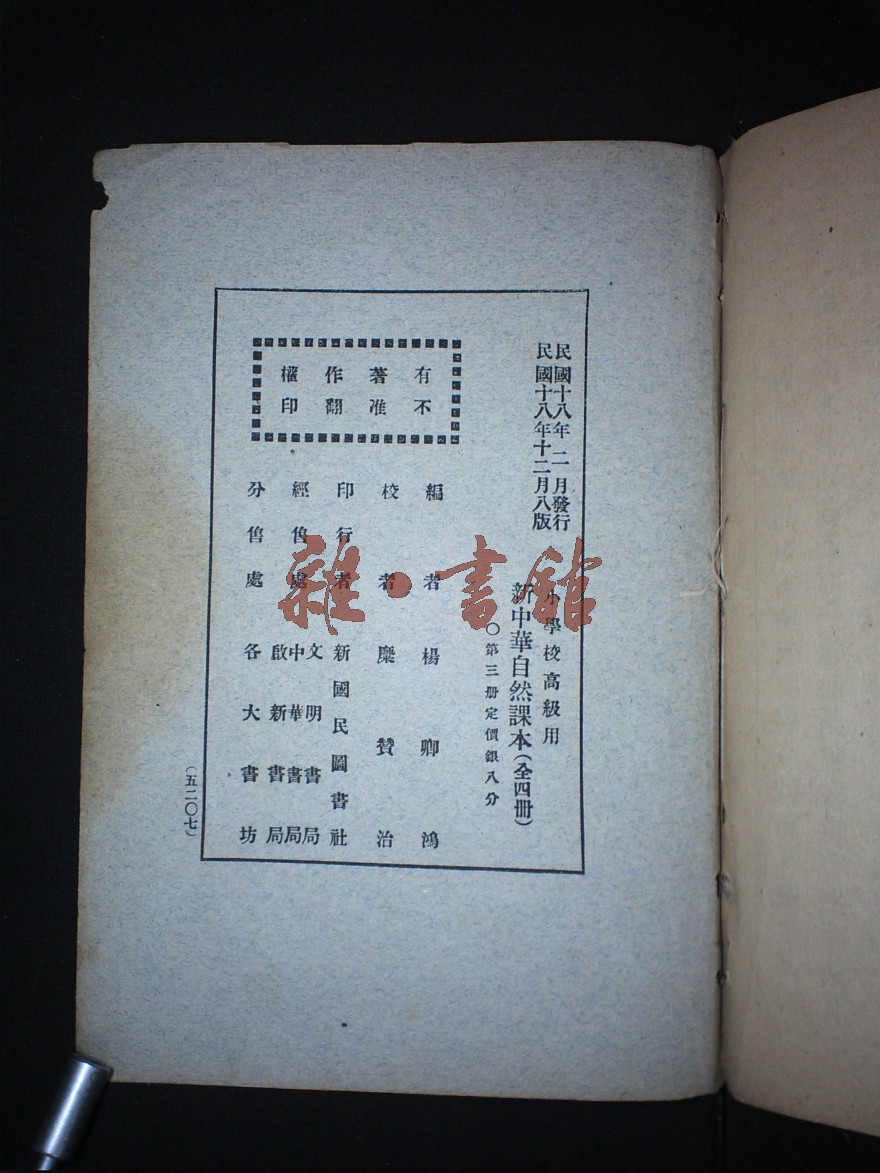 民國十八年二月發行
民國十八年十二月八版
小學校高級用
新中華自然課本(全四冊)
〇第三册定價銀八分
有著作權
不准翻印
編者 楊卿鴻
校者 糜贊治
印行者 新國民圖書社
經售處 文明書局
中華書局
啟新書局
分售處 各大書坊
(五二〇七)
雜·書館